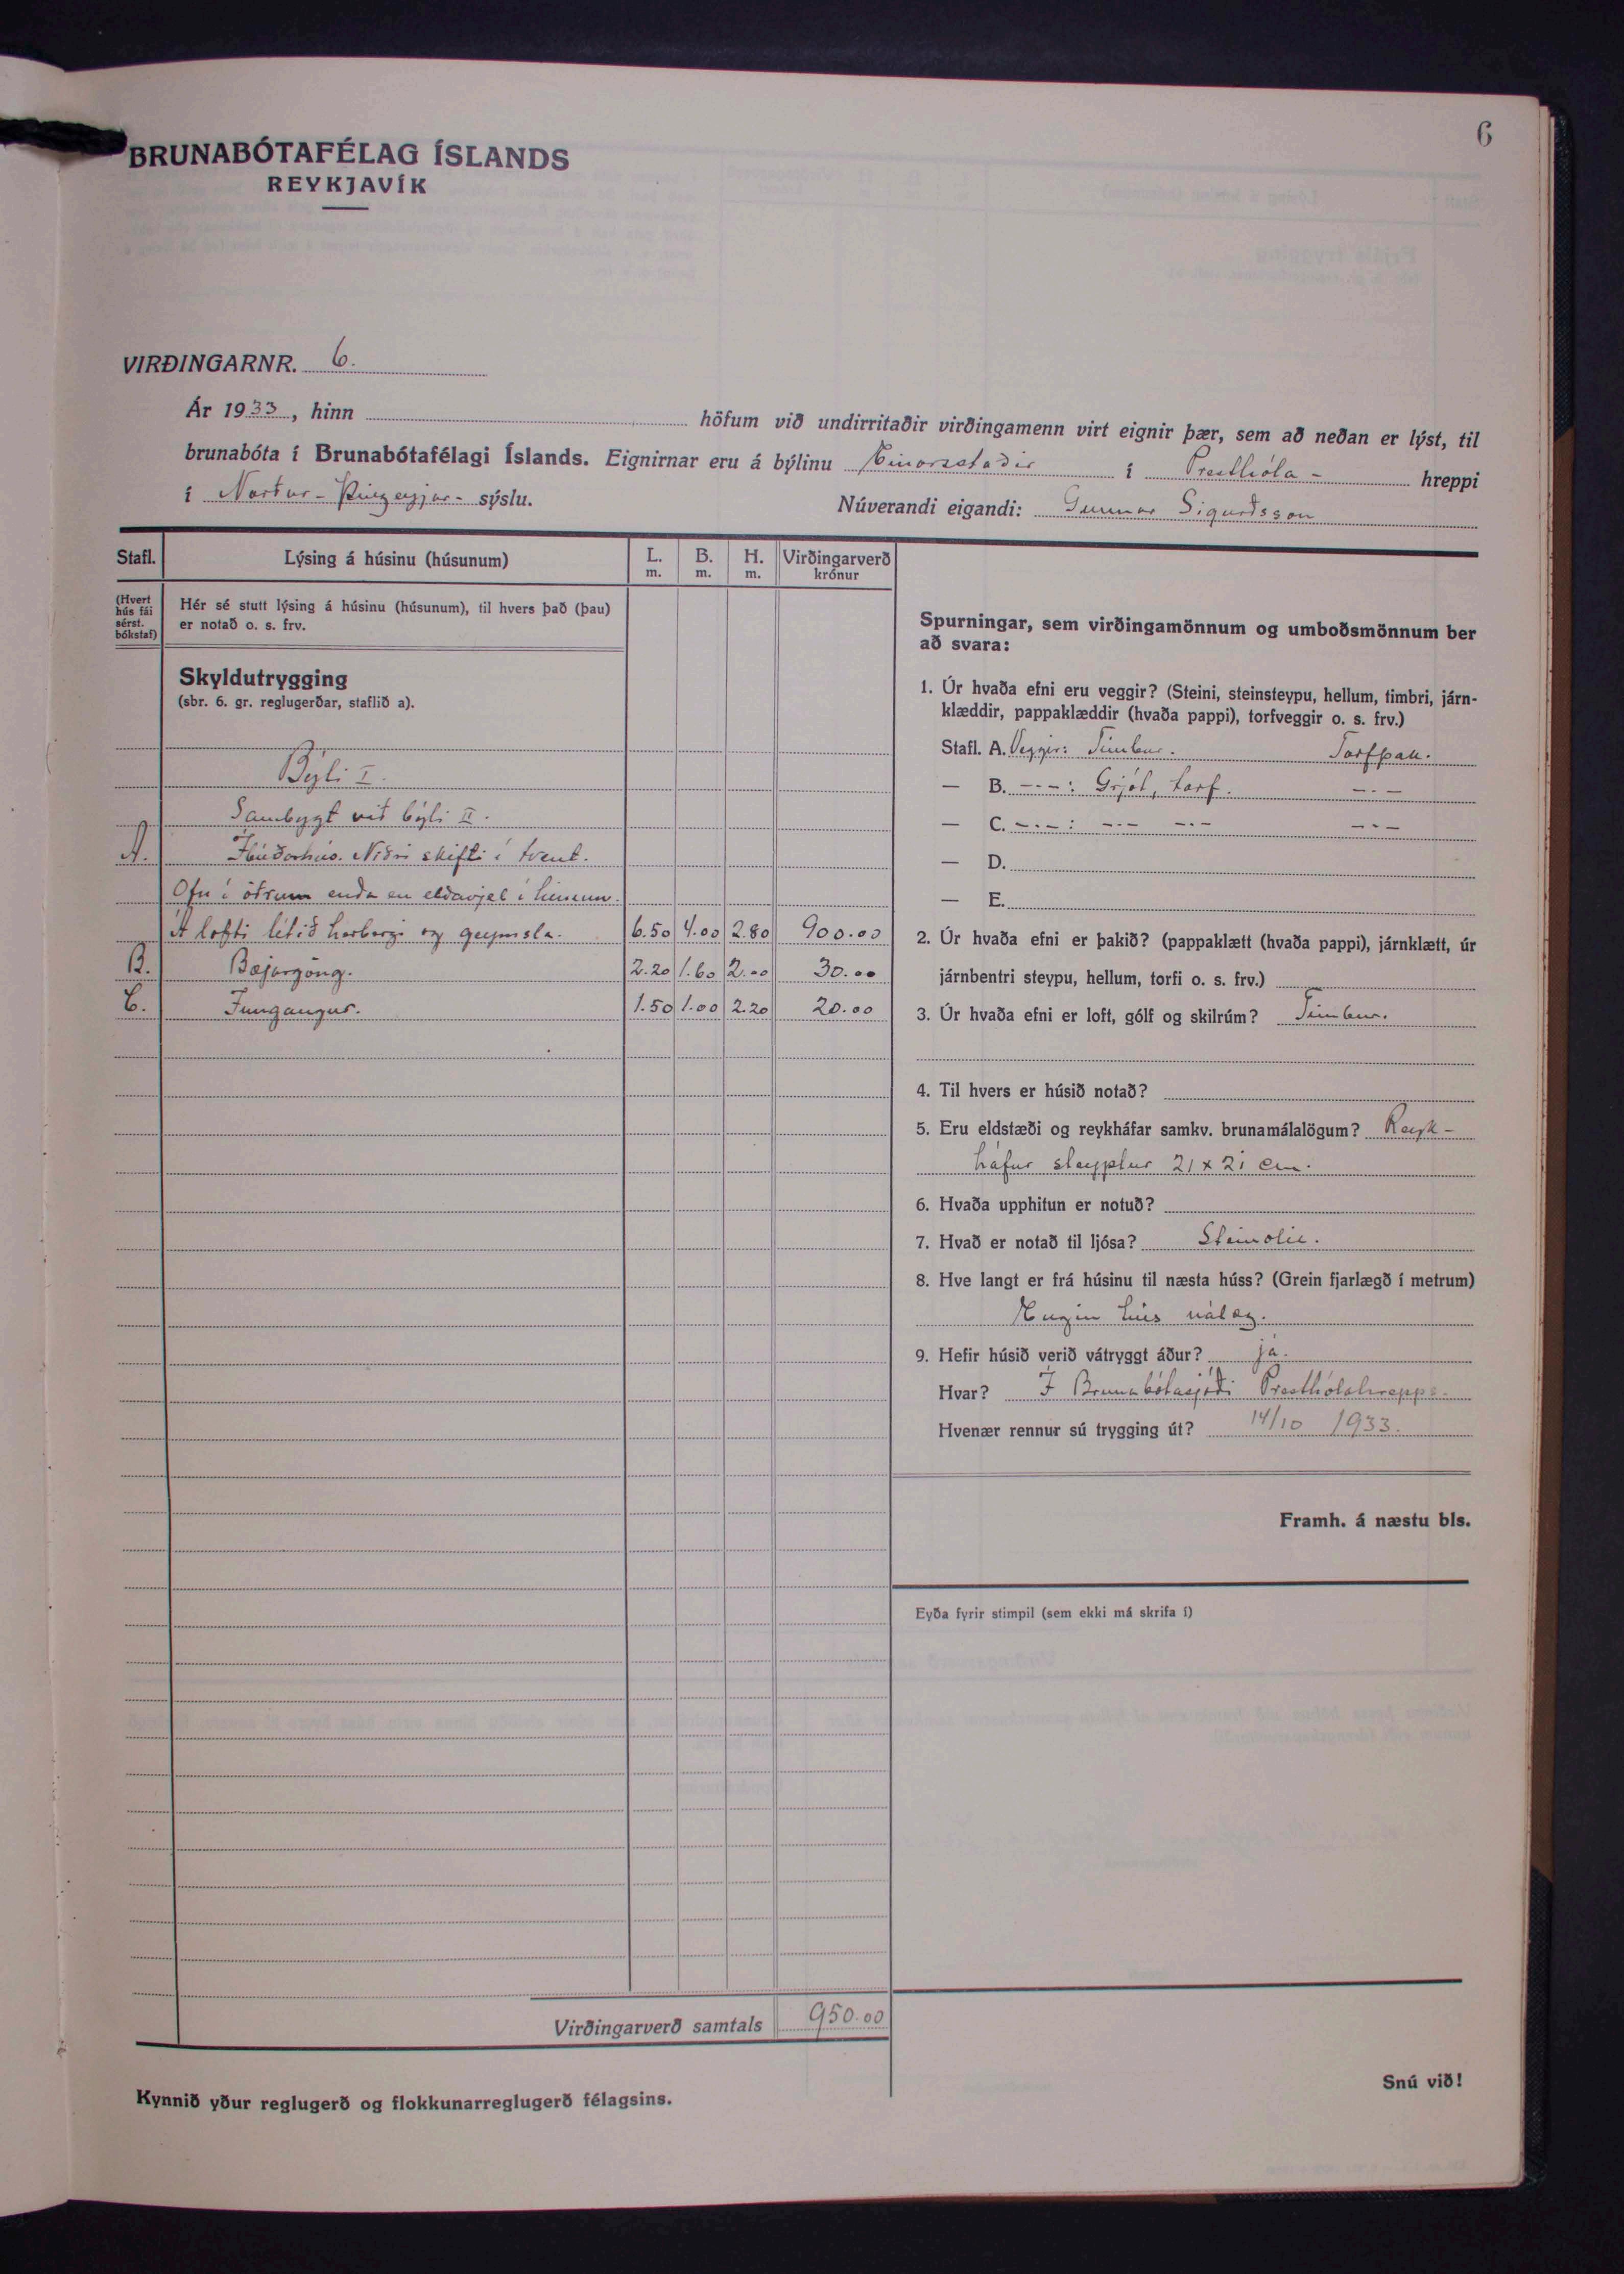 6
BRUNABÓTAFÉLAG ÍSLANDS
REYKJAVÍK
VIRÐINGARNR. 6.
Ár 1933, hinn höfum við undirritaðir virðingamenn virt eignir þær, sem að neðan er lýst, til
brunabóta í Brunabótafélagi Íslands. Eignirnar eru á býlinu Einarsstaðir í Presthóla- hreppi
í Norður-Þingeyjar- sýslu. Núverandi eigandi: Gunnar Sigurðsson
Stafl. Lýsing á húsinu (húsunum) L. m. B. m. H. m. Virðingarverð krónur
(Hvert hús fái sérst. bókstaf)
Hér sé stutt lýsing á húsinu (húsunum), til hvers það (þau)
er notað o. s. frv.
Skyldutrygging
(sbr. 6. gr. reglugerðar, staflið a).
Býli I.
Sambygt við býli II.
A. Íbúðarhús. Niðri skifti í tvent.
Ofn í öðrum enda en eldavjel í hinum.
Á lofti lítið herbergi og geymsla. 6.50 4.00 2.80 900.00
B. Bæjargöng. 2.20 1.60 2.00 30.00
C. Inngangur. 1.50 1.00 2.20 20.00
Virðingarverð samtals 950.00
Kynnið yður reglugerð og flokkunarreglugerð félagsins.
Spurningar, sem virðingamönnum og umboðsmönnum ber
að svara:
1. Úr hvaða efni eru veggir? (Steini, steinsteypu, hellum, timbri, járn-
klæddir, pappaklæddir (hvaða pappi), torfveggir o. s. frv.)
Stafl. A. Veggir: Timbur. Torfþak.
— B. -·-: Grjót, torf. -·-
— C. -·-: -·- -·- -·-
— D.
— E.
2. Úr hvaða efni er þakið? (pappaklætt (hvaða pappi), járnklætt, úr
járnbentri steypu, hellum, torfi o. s. frv.)
3. Úr hvaða efni er loft, gólf og skilrúm? Timbur.
4. Til hvers er húsið notað?
5. Eru eldstæði og reykháfar samkv. brunamálalögum? Reyk-
háfur steyptur 21 x 21 cm.
6. Hvaða upphitun er notuð?
7. Hvað er notað til ljósa? Steinolía.
8. Hve langt er frá húsinu til næsta húss? (Grein fjarlægð í metrum)
Engin hús nálæg.
9. Hefir húsið verið vátryggt áður? já.
Hvar? Í Brunabótasjóði Presthólahrepps.
Hvenær rennur sú trygging út? 14/10 1933.
Framh. á næstu bls.
Eyða fyrir stimpil (sem ekki má skrifa í)
Snú við!